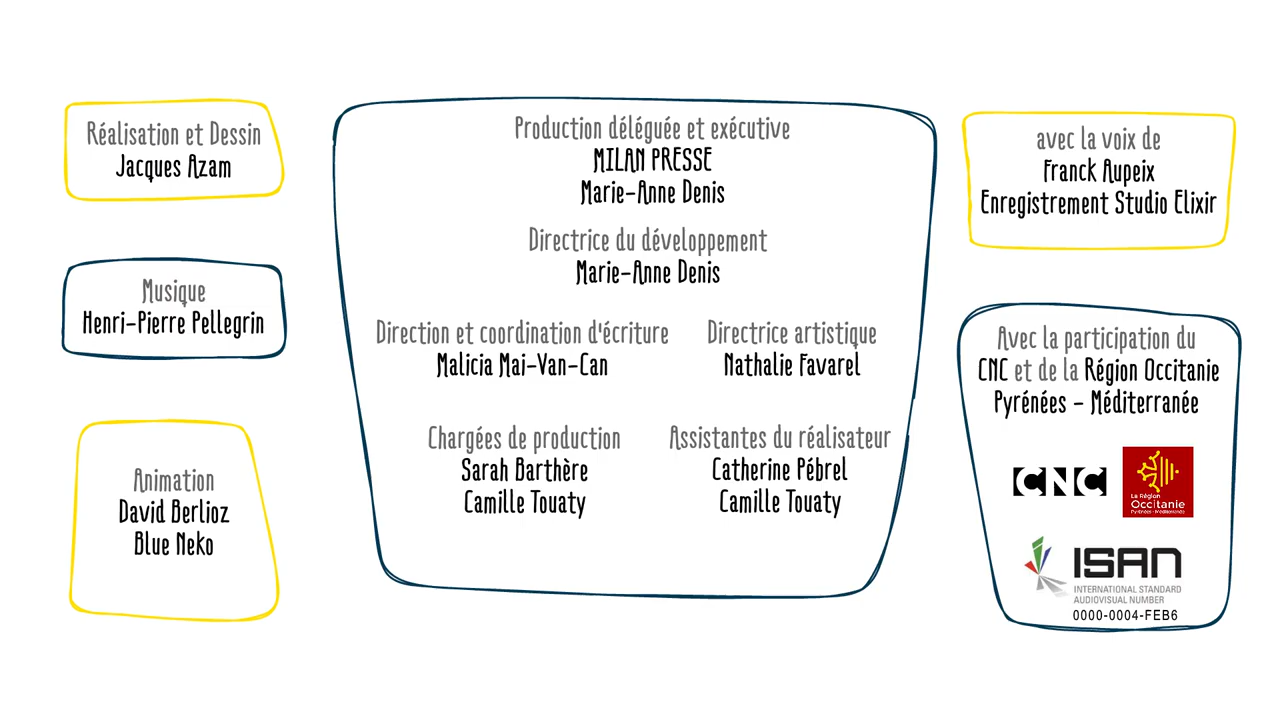 Réalisation et Dessin
Jacques Azam
Musique
Henri-Pierre Pellegrin
Animation
David Berlioz
Blue Neko
Production déléguée et exécutive
MILAN PRESSE
Marie-Anne Denis
Directrice du développement
Marie-Anne Denis
Direction et coordination d'écriture
Malicia Mai-Van-Can
Directrice artistique
Nathalie Favarel
Chargées de production
Sarah Barthère
Camille Touaty
Assistantes du réalisateur
Catherine Pébrel
Camille Touaty
avec la voix de
Franck Aupeix
Enregistrement Studio Elixir
Avec la participation du
CNC et de la Région Occitanie
Pyrénées - Méditerranée
CNC
La Région
Occitanie
Pyrénées - Méditerranée
ISAN
INTERNATIONAL STANDARD
AUDIOVISUAL NUMBER
0000-0004-FEB6